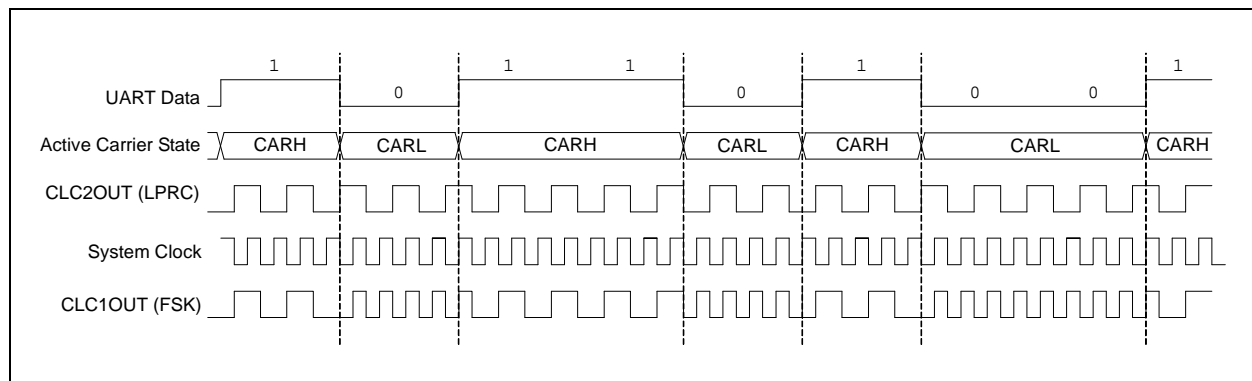 1 1 1 1 1
UART Data 0 0 0 0
Active Carrier State CARH CARL CARH CARL CARH CARL CARH
CLC2OUT (LPRC)
System Clock
CLC1OUT (FSK)